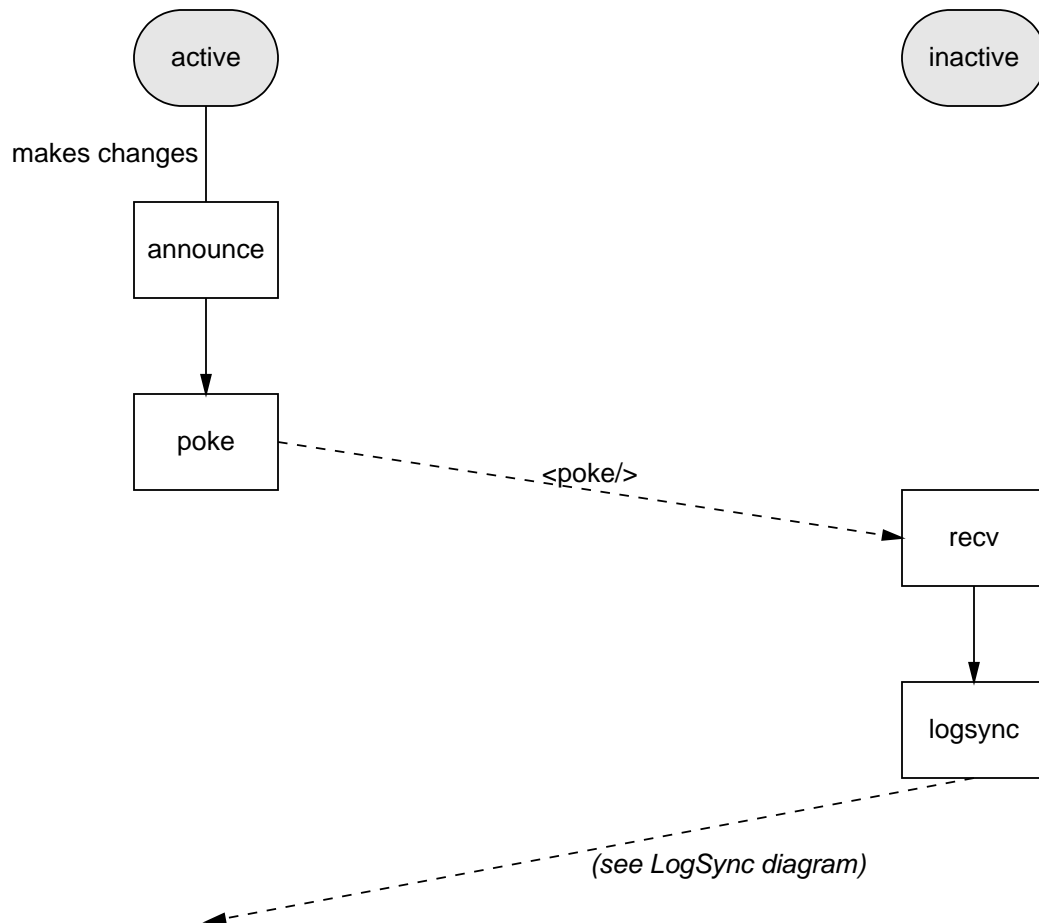 active
inactive
makes changes
announce
poke
<poke/>
recv
logsync
(see LogSync diagram)